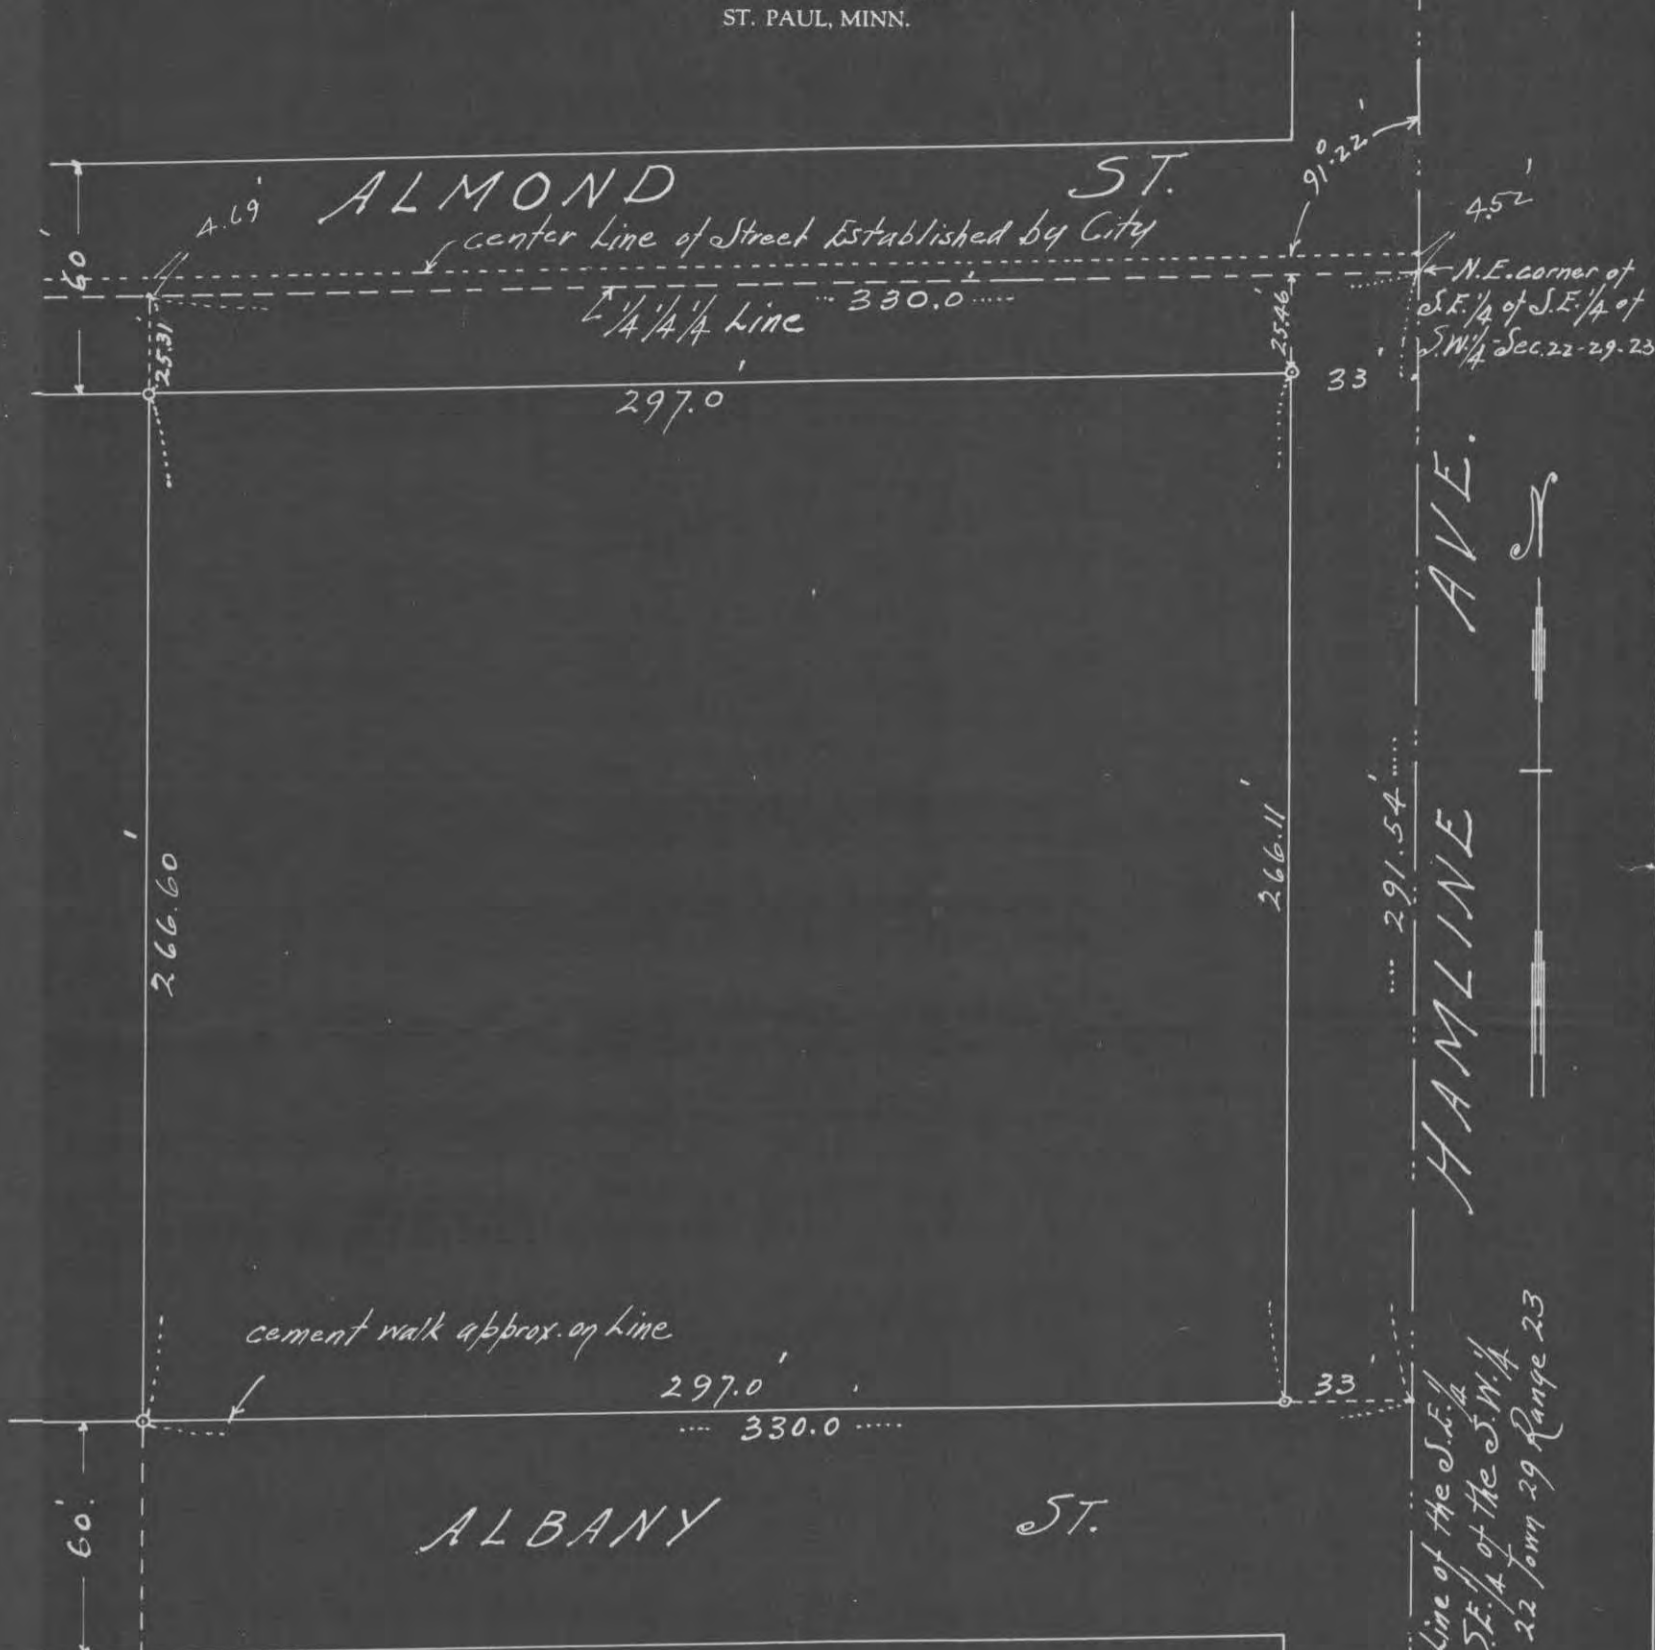 ST. PAUL, MINN.
91°-22'
ALMOND ST.
4.69'
4.52'
Center Line of Street Established by City
60'
N.E. corner of
S.E.¼ of S.E.¼ of
S.W.¼ Sec. 22-29-23
330.0'
¼ ¼ ¼ Line
25.31'
25.46'
33'
297.0'
HAMLINE AVE.
266.60'
266.11'
291.54'
cement walk approx. on Line
297.0'
33'
330.0'
ALBANY ST.
60'
Line of the S.E.¼
S.E.¼ of the S.W.¼
22 Town 29 Range 23